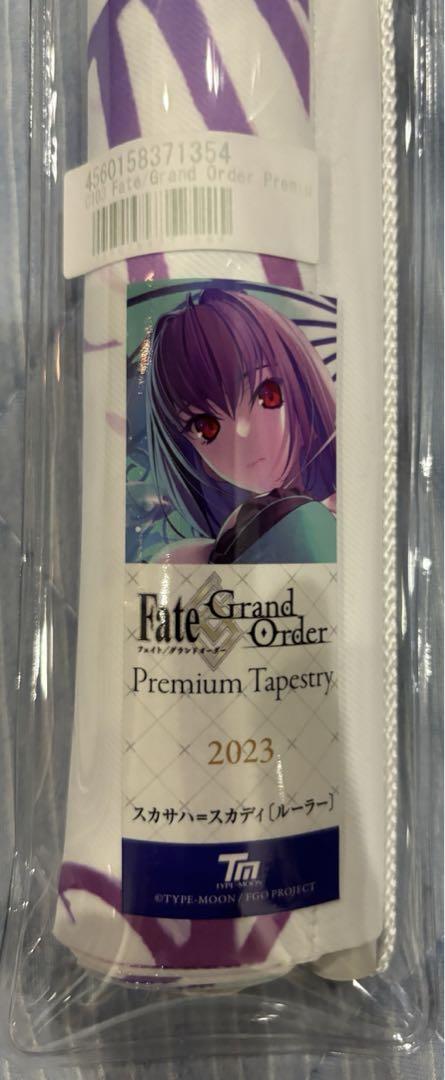 4560158371354
C103 Fate/Grand Order Premiu
Fate Grand Order
フェイト/グランドオーダー
Premium Tapestry
2023
スカサハ=スカディ〔ルーラー〕
TM
TYPE-MOON
©TYPE-MOON / FGO PROJECT